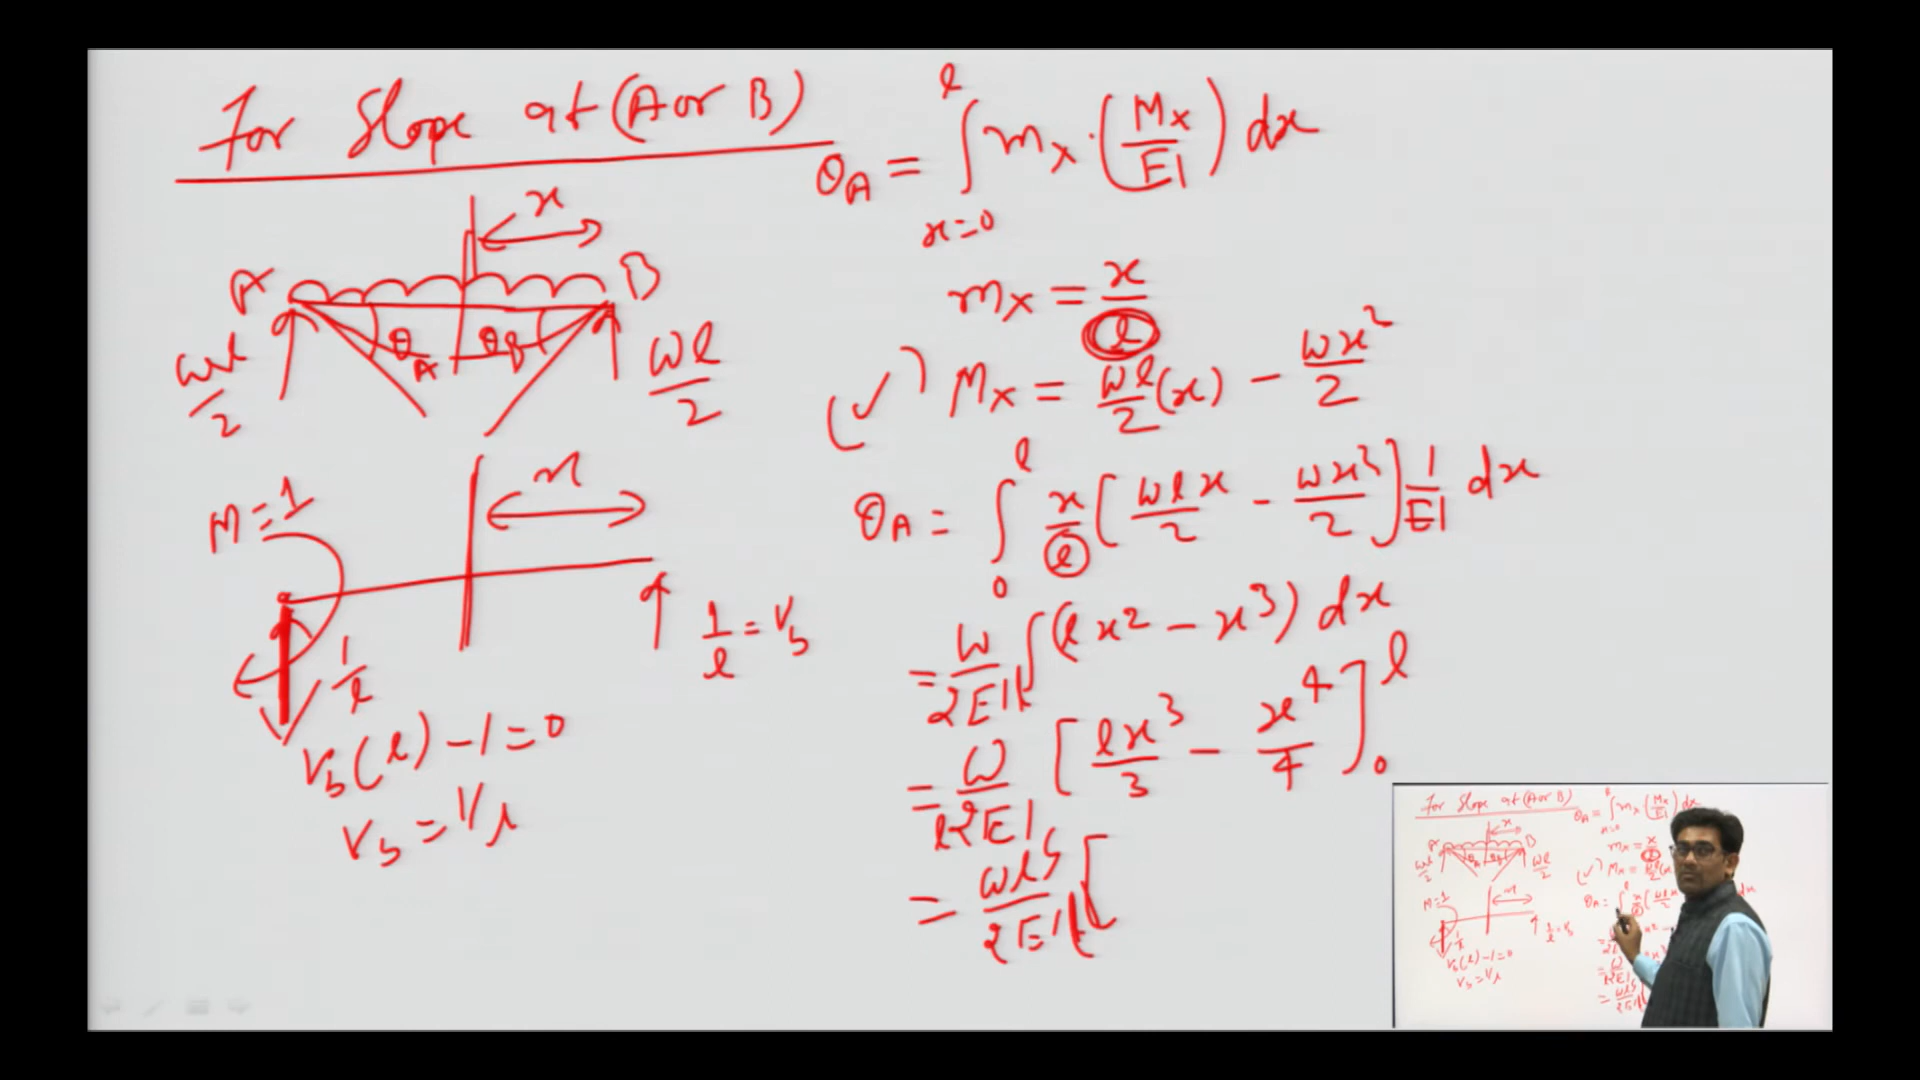 For Slope at (A or B)
x
A
B
θA
θB
wl/2
wl/2
M=1
x
1/l
1/l = Vb
Vb(l) - 1 = 0
Vb = 1/l
θA = ∫ x=0 l mx · (Mx/EI) dx
mx = x/l
(✓) Mx = wl/2 (x) - wx²/2
θA = ∫ 0 l x/l [wlx/2 - wx²/2] 1/EI dx
= w/2EIl ∫ (lx² - x³) dx
= w/l2EI [lx³/3 - x⁴/4] 0 l
= wl⁴/2EIl [